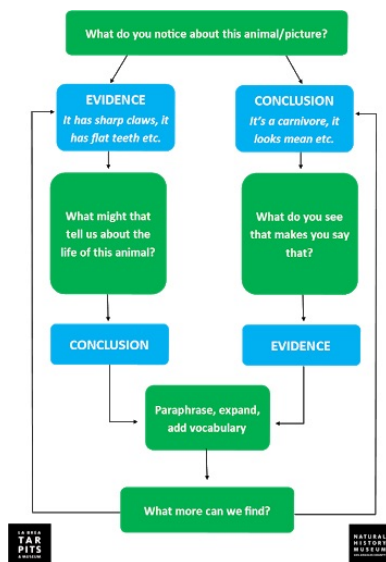 What do you notice about this animal/picture?
EVIDENCE
It has sharp claws, it
has flat teeth etc.
CONCLUSION
It's a carnivore, it
looks mean etc.
What might that
tell us about the
life of this animal?
What do you see
that makes you say
that?
CONCLUSION
EVIDENCE
Paraphrase, expand,
add vocabulary
What more can we find?
LA BREA
TAR
PITS
& MUSEUM
NATURAL
HISTORY
MUSEUM